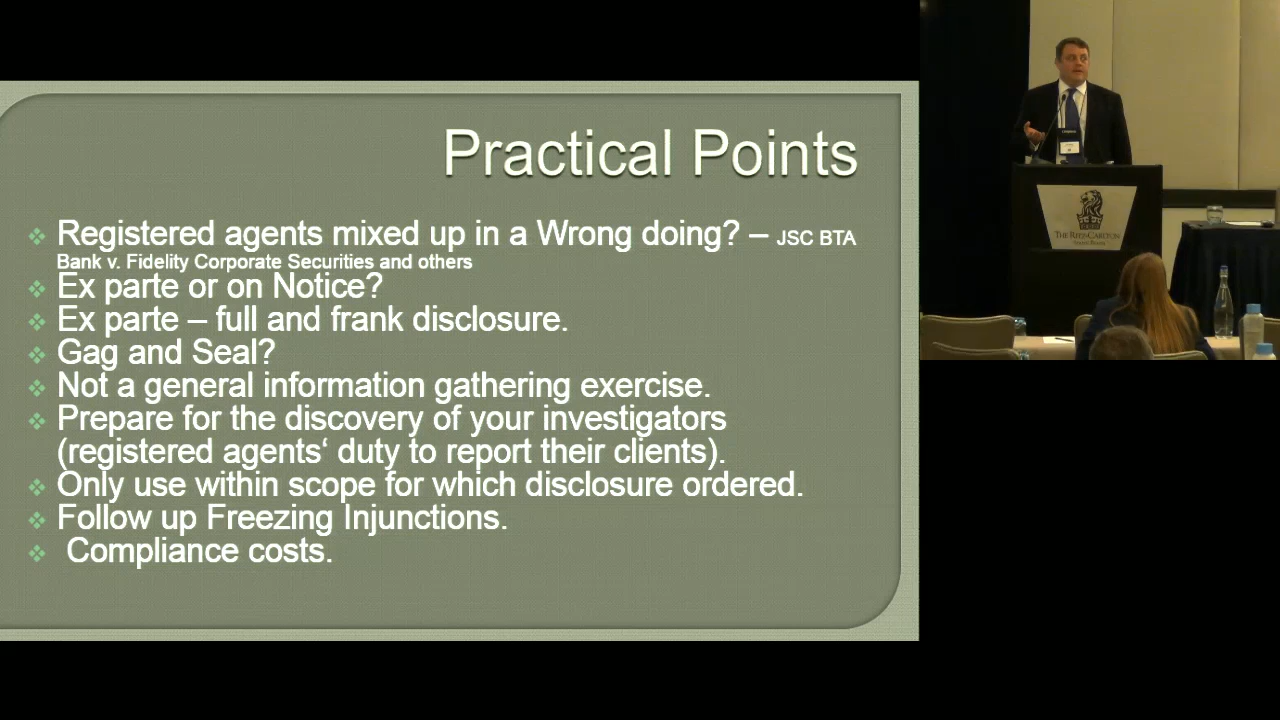 Practical Points
❖ Registered agents mixed up in a Wrong doing? – JSC BTA
Bank v. Fidelity Corporate Securities and others
❖ Ex parte or on Notice?
❖ Ex parte – full and frank disclosure.
❖ Gag and Seal?
❖ Not a general information gathering exercise.
❖ Prepare for the discovery of your investigators
(registered agents‘ duty to report their clients).
❖ Only use within scope for which disclosure ordered.
❖ Follow up Freezing Injunctions.
❖ Compliance costs.
THE RITZ-CARLTON